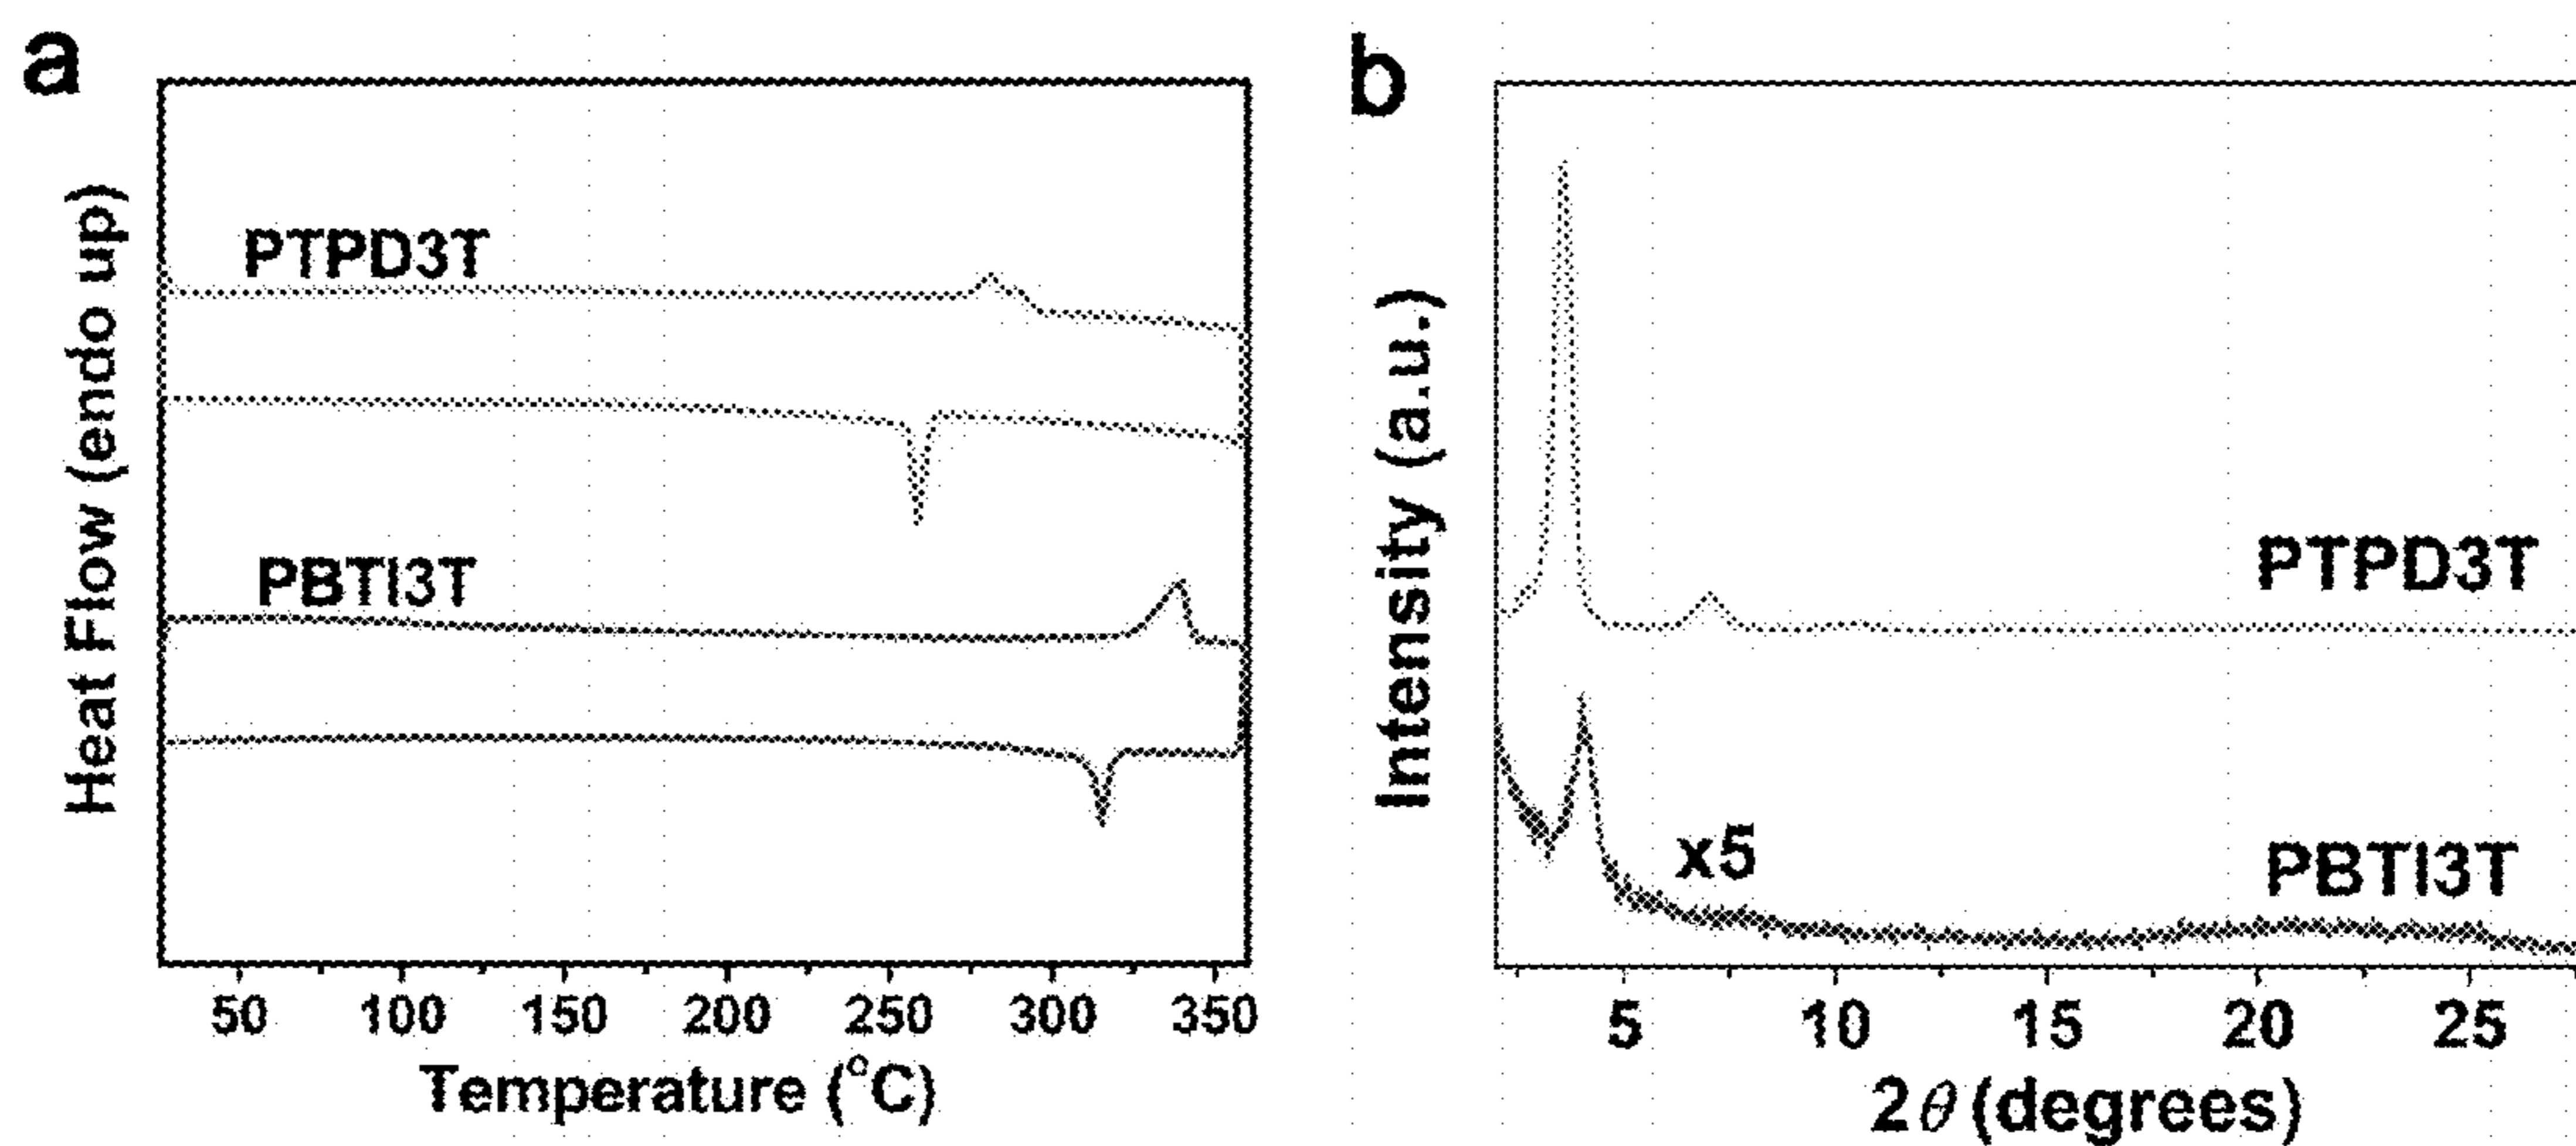 a
Heat Flow (endo up)
PTPD3T
PBTI3T
50 100 150 200 250 300 350
Temperature (°C)
b
Intensity (a.u.)
PTPD3T
x5
PBTI3T
5 10 15 20 25
2θ (degrees)